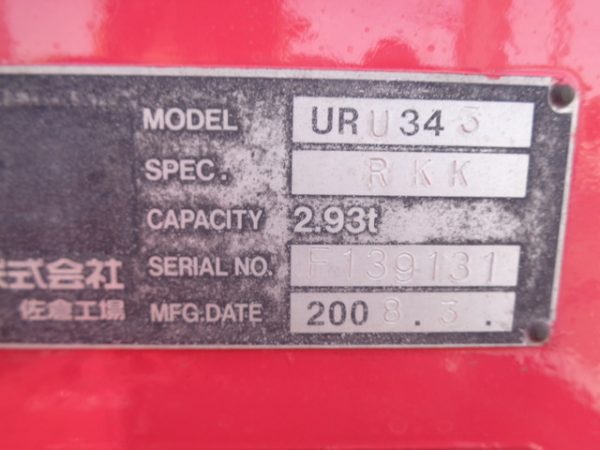 MODEL URU345
SPEC. RKK
CAPACITY 2.93t
式会社 SERIAL NO. F139131
佐倉工場 MFG.DATE 2008.3.